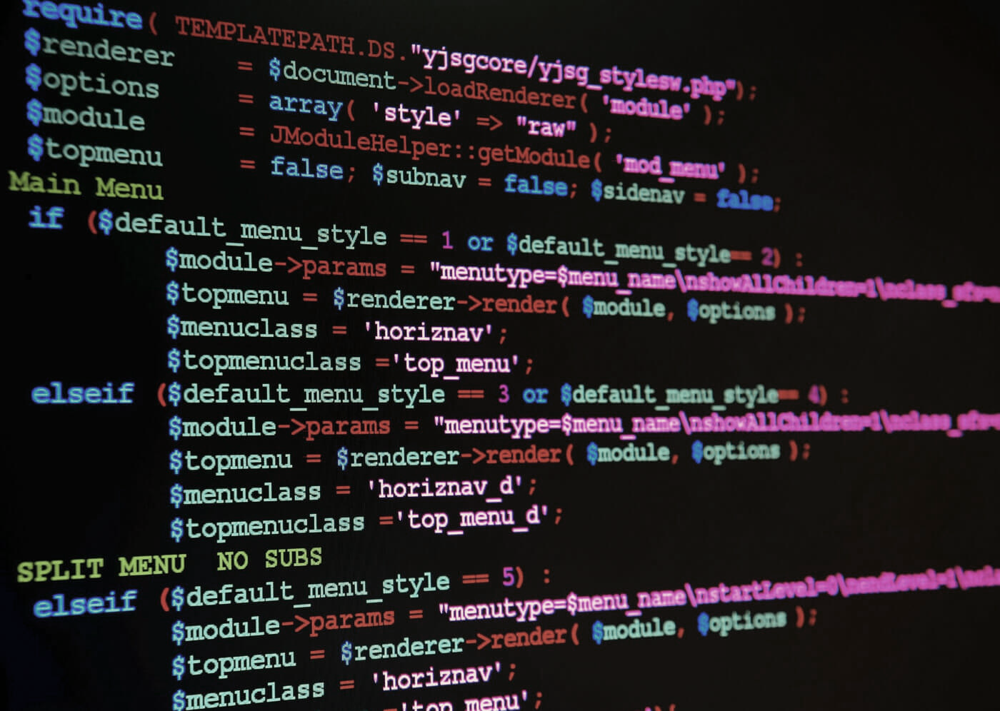 require( TEMPLATEPATH.DS."yjsgcore/yjsg_stylesw.php");
$renderer = $document->loadRenderer( 'module' );
$options = array( 'style' => "raw" );
$module = JModuleHelper::getModule( 'mod_menu' );
$topmenu = false; $subnav = false; $sidenav = false;
Main Menu
if ($default_menu_style == 1 or $default_menu_style== 2) :
$module->params = "menutype=$menu_name\nshowAllChildren=1\nclass_sfx=
$topmenu = $renderer->render( $module, $options );
$menuclass = 'horiznav';
$topmenuclass ='top_menu';
elseif ($default_menu_style == 3 or $default_menu_style== 4) :
$module->params = "menutype=$menu_name\nshowAllChildren=1\nclass_sfx=
$topmenu = $renderer->render( $module, $options );
$menuclass = 'horiznav_d';
$topmenuclass ='top_menu_d';
SPLIT MENU NO SUBS
elseif ($default_menu_style == 5) :
$module->params = "menutype=$menu_name\nstartLevel=0\nendLevel=1\ncl
$topmenu = $renderer->render( $module, $options );
$menuclass = 'horiznav';
='top_menu';